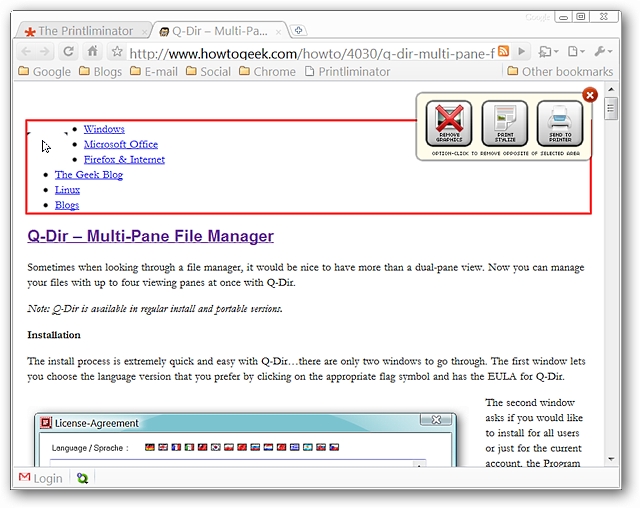 Google
The Printliminator
Q-Dir – Multi-Pa...
http://www.howtogeek.com/howto/4030/q-dir-multi-pane-f
Google
Blogs
E-mail
Social
Chrome
Printliminator
Other bookmarks
REMOVE GRAPHICS
PRINT STYLIZE
SEND TO PRINTER
OPTION-CLICK TO REMOVE OPPOSITE OF SELECTED AREA
Windows
Microsoft Office
Firefox & Internet
The Geek Blog
Linux
Blogs
Q-Dir – Multi-Pane File Manager
Sometimes when looking through a file manager, it would be nice to have more than a dual-pane view. Now you can manage
your files with up to four viewing panes at once with Q-Dir.
Note: Q-Dir is available in regular install and portable versions.
Installation
The install process is extremely quick and easy with Q-Dir…there are only two windows to go through. The first window lets
you choose the language version that you prefer by clicking on the appropriate flag symbol and has the EULA for Q-Dir.
The second window
asks if you would like
to install for all users
or just for the current
account, the Program
License-Agreement
Language / Sprache :
Login